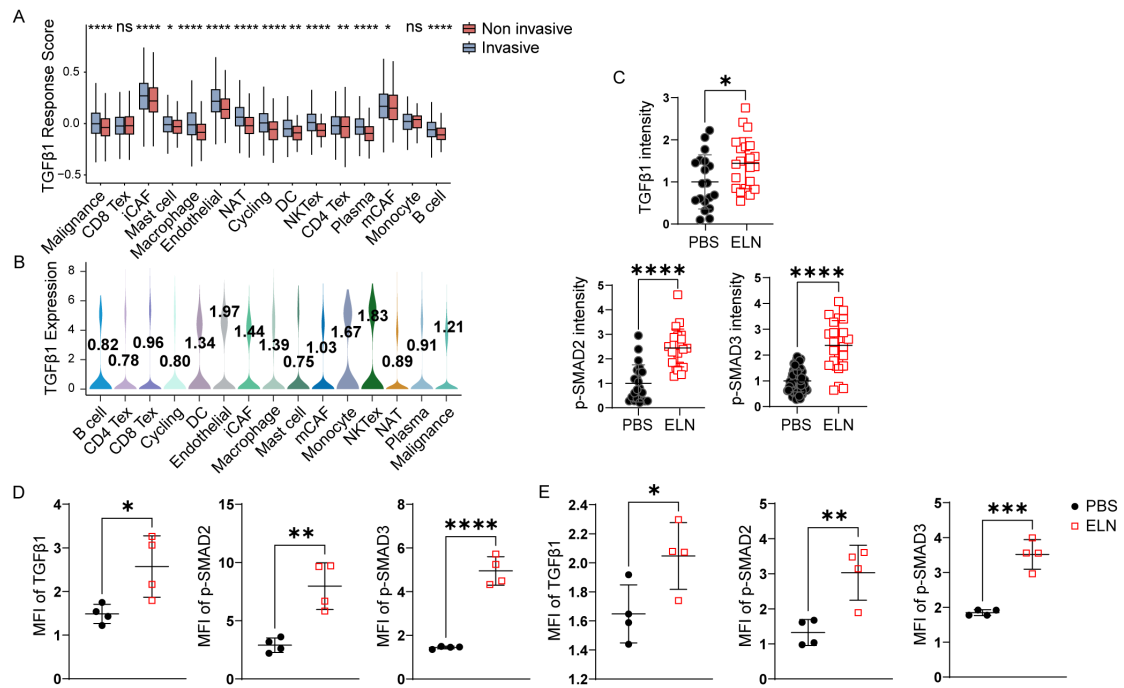 A
**** ns **** * **** **** **** **** ** **** ** **** * ns ****
Non invasive
Invasive
TGFβ1 Response Score
0.5
0.0
−0.5
Malignance
CD8 Tex
iCAF
Mast cell
Macrophage
Endothelial
NAT
Cycling
DC
NKTex
CD4 Tex
Plasma
mCAF
Monocyte
B cell
B
TGFβ1 Expression
8
6
4
2
0
0.82
0.78
0.96
0.80
1.34
1.97
1.44
1.39
0.75
1.03
1.67
1.83
0.89
0.91
1.21
B cell
CD4 Tex
CD8 Tex
Cycling
DC
Endothelial
iCAF
Macrophage
Mast cell
mCAF
Monocyte
NKTex
NAT
Plasma
Malignance
C
*
TGFβ1 intensity
3
2
1
0
PBS
ELN
****
p-SMAD2 intensity
5
4
3
2
1
0
PBS
ELN
****
p-SMAD3 intensity
5
4
3
2
1
0
PBS
ELN
D
*
MFI of TGFβ1
4
3
2
1
0
**
MFI of p-SMAD2
15
10
5
0
****
MFI of p-SMAD3
8
6
4
2
0
E
*
MFI of TGFβ1
2.4
2.2
2.0
1.8
1.6
1.4
1.2
**
MFI of p-SMAD2
5
4
3
2
1
0
***
MFI of p-SMAD3
5
4
3
2
1
0
PBS
ELN